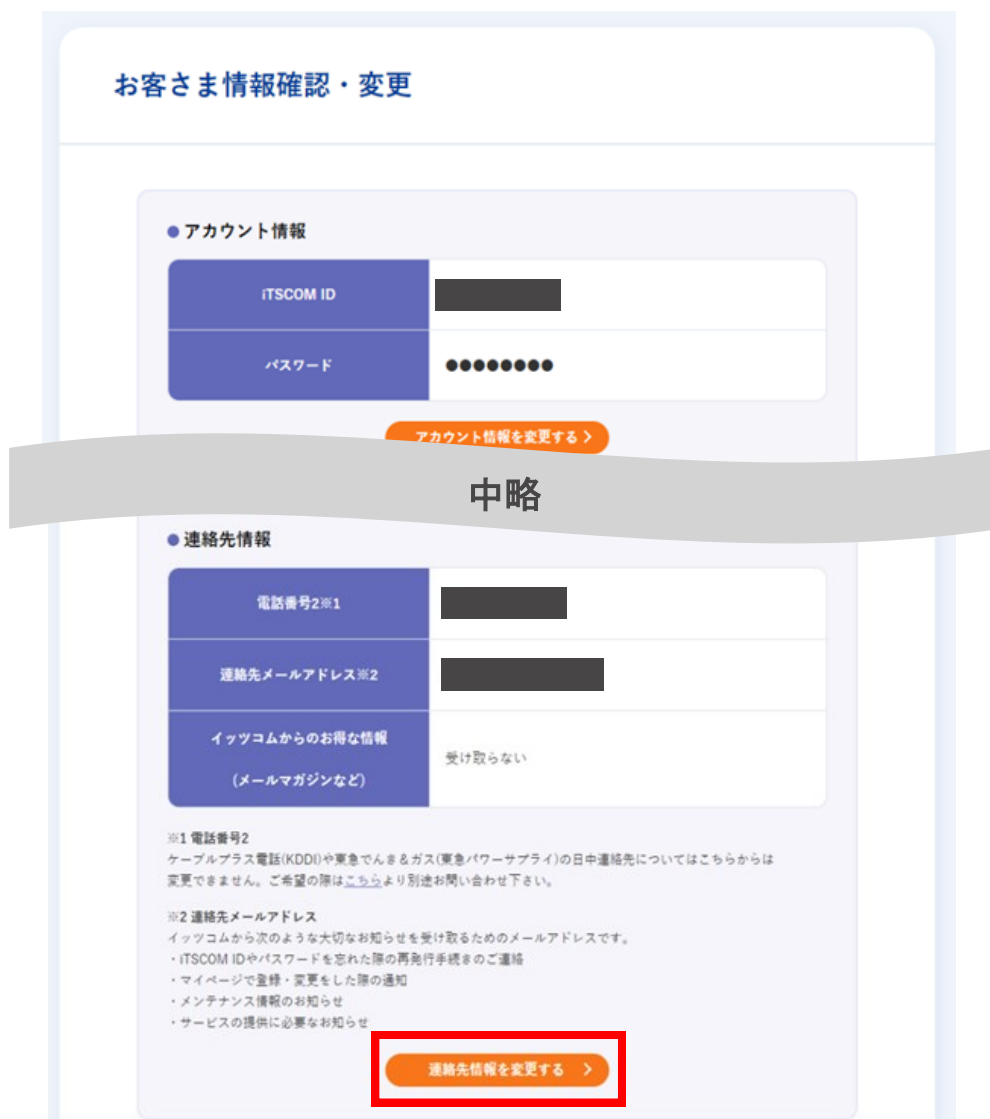 お客さま情報確認・変更
●アカウント情報
iTSCOM ID
パスワード
●●●●●●●●
アカウント情報を変更する >
中略
●連絡先情報
電話番号2※1
連絡先メールアドレス※2
イッツコムからのお得な情報
(メールマガジンなど)
受け取らない
※1 電話番号2
ケーブルプラス電話(KDDI)や東急でんき&ガス(東急パワーサプライ)の日中連絡先についてはこちらからは
変更できません。ご希望の際はこちらより別途お問い合わせ下さい。
※2 連絡先メールアドレス
イッツコムから次のような大切なお知らせを受け取るためのメールアドレスです。
・iTSCOM IDやパスワードを忘れた際の再発行手続きのご連絡
・マイページで登録・変更をした際の通知
・メンテナンス情報のお知らせ
・サービスの提供に必要なお知らせ
連絡先情報を変更する >